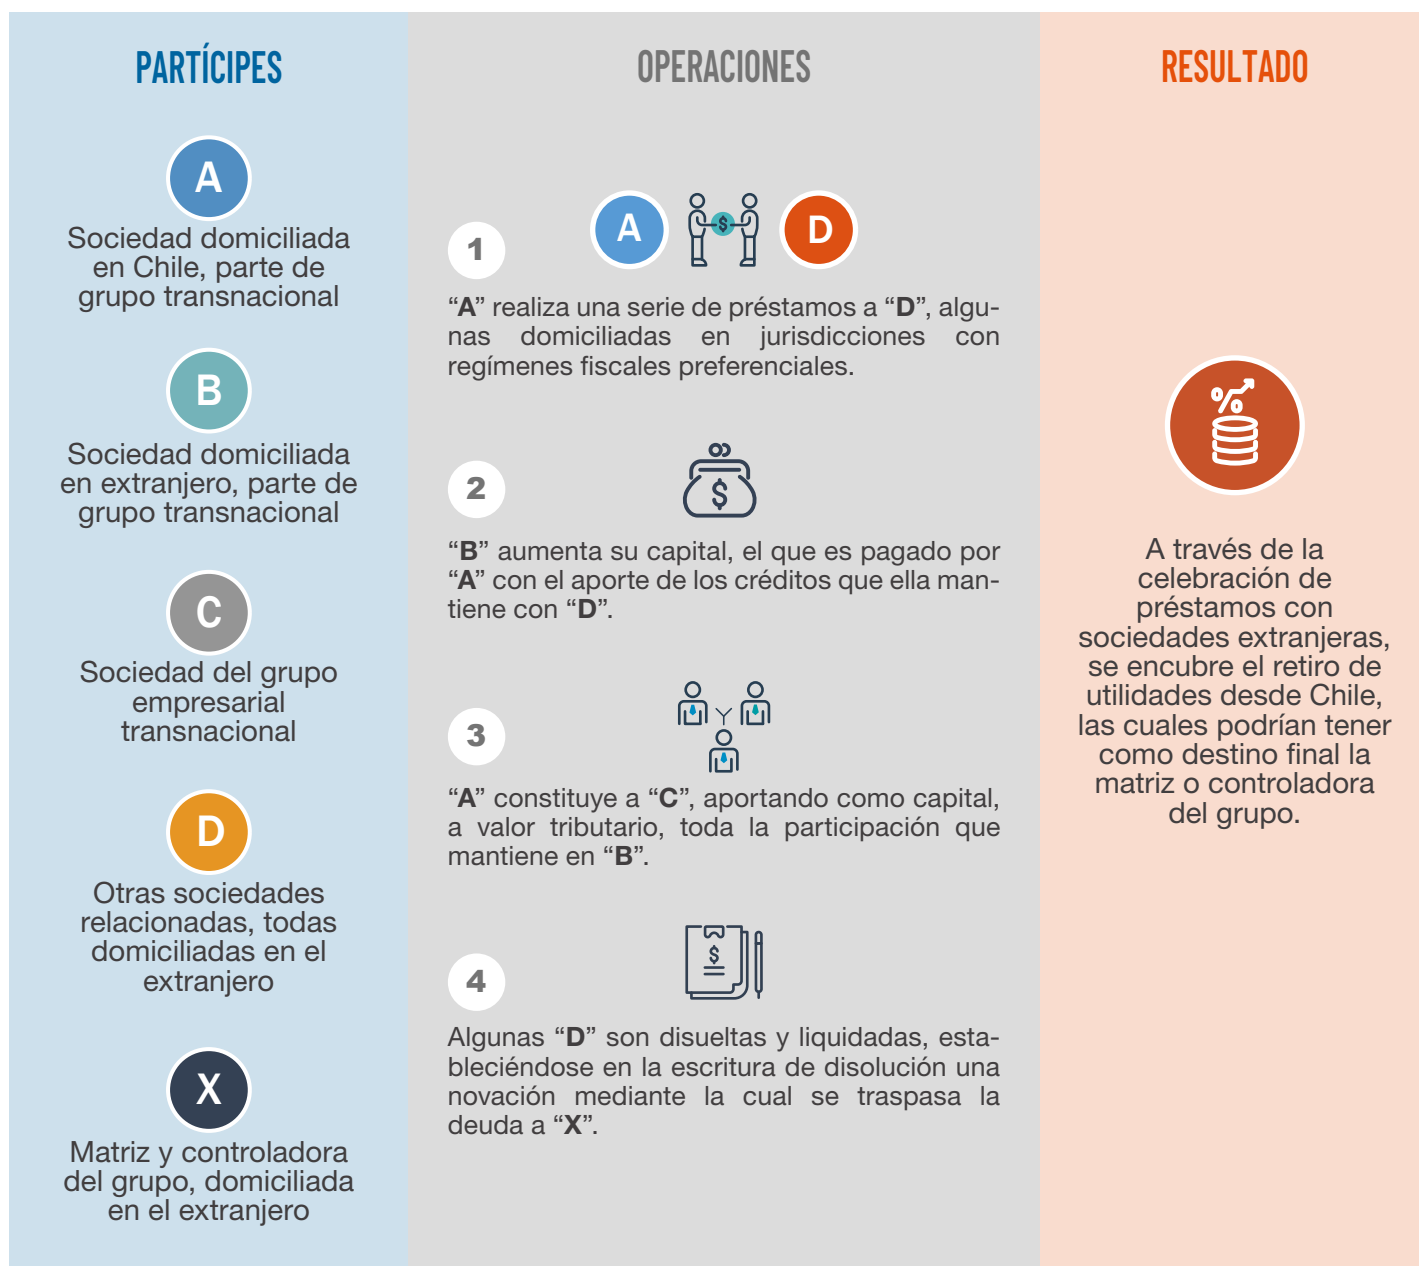 PARTÍCIPES
A
Sociedad domiciliada
en Chile, parte de
grupo transnacional
B
Sociedad domiciliada
en extranjero, parte de
grupo transnacional
C
Sociedad del grupo
empresarial
transnacional
D
Otras sociedades
relacionadas, todas
domiciliadas en el
extranjero
X
Matriz y controladora
del grupo, domiciliada
en el extranjero
OPERACIONES
1
A $ D
“A” realiza una serie de préstamos a “D”, algu-
nas domiciliadas en jurisdicciones con
regímenes fiscales preferenciales.
2
$
“B” aumenta su capital, el que es pagado por
“A” con el aporte de los créditos que ella man-
tiene con “D”.
3
“A” constituye a “C”, aportando como capital,
a valor tributario, toda la participación que
mantiene en “B”.
4
$
Algunas “D” son disueltas y liquidadas, esta-
bleciéndose en la escritura de disolución una
novación mediante la cual se traspasa la
deuda a “X”.
RESULTADO
%
A través de la
celebración de
préstamos con
sociedades extranjeras,
se encubre el retiro de
utilidades desde Chile,
las cuales podrían tener
como destino final la
matriz o controladora
del grupo.